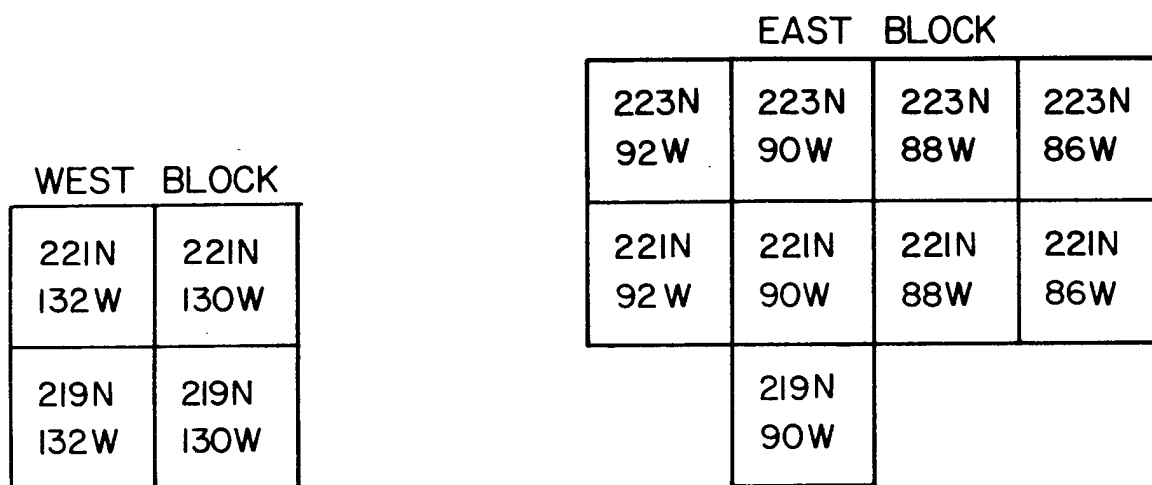 EAST BLOCK
223N 223N 223N 223N
92W 90W 88W 86W
221N 221N 221N 221N
92W 90W 88W 86W
219N
90W
WEST BLOCK
221N 221N
132W 130W
219N 219N
132W 130W